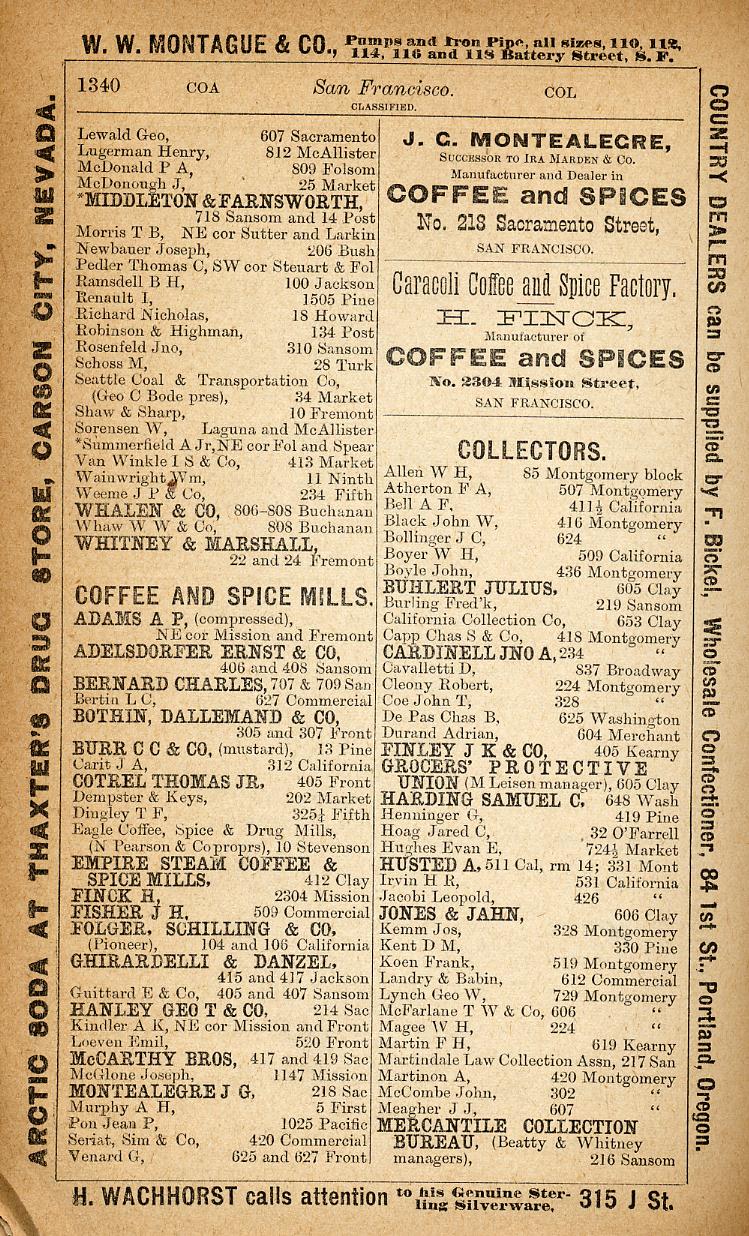 W. W. MONTAGUE & CO., Pumps and Iron Pipe, all sizes, 110, 112,
114, 116 and 118 Battery Street, S. F.
1340 COA San Francisco. COL
CLASSIFIED.
Lewald Geo, 607 Sacramento
Lugerman Henry, 812 McAllister
McDonald P A, 809 Folsom
McDonough J, 25 Market
*MIDDLETON & FARNSWORTH,
718 Sansom and 14 Post
Morris T B, NE cor Sutter and Larkin
Newbauer Joseph, 206 Bush
Pedler Thomas C, SW cor Steuart & Fol
Ramsdell B H, 100 Jackson
Renault I, 1505 Pine
Richard Nicholas, 18 Howard
Robinson & Highman, 134 Post
Rosenfeld Jno, 310 Sansom
Schoss M, 28 Turk
Seattle Coal & Transportation Co,
(Geo C Bode pres), 34 Market
Shaw & Sharp, 10 Fremont
Sorensen W, Laguna and McAllister
*Summerfield A Jr, NE cor Fol and Spear
Van Winkle I S & Co, 413 Market
Wainwright Wm, 11 Ninth
Weeme J P & Co, 234 Fifth
WHALEN & CO, 806-808 Buchanan
Whaw W W & Co, 808 Buchanan
WHITNEY & MARSHALL,
22 and 24 Fremont
COFFEE AND SPICE MILLS.
ADAMS A P, (compressed),
NE cor Mission and Fremont
ADELSDORFER ERNST & CO,
406 and 408 Sansom
BERNARD CHARLES, 707 & 709 San
Bertin L C, 627 Commercial
BOTHIN, DALLEMAND & CO,
305 and 307 Front
BURR C C & CO, (mustard), 13 Pine
Carit J A, 312 California
COTREL THOMAS JR, 405 Front
Dempster & Keys, 202 Market
Dingley T F, 325½ Fifth
Eagle Coffee, Spice & Drug Mills,
(N Pearson & Co proprs), 10 Stevenson
EMPIRE STEAM COFFEE &
SPICE MILLS, 412 Clay
FINCK H, 2304 Mission
FISHER J H, 509 Commercial
FOLGER, SCHILLING & CO,
(Pioneer), 104 and 106 California
GHIRARDELLI & DANZEL,
415 and 417 Jackson
Guittard E & Co, 405 and 407 Sansom
HANLEY GEO T & CO, 214 Sac
Kindler A K, NE cor Mission and Front
Loeven Emil, 520 Front
McCARTHY BROS, 417 and 419 Sac
McGlone Joseph, 1147 Mission
MONTEALEGRE J G, 218 Sac
Murphy A H, 5 First
Pon Jean P, 1025 Pacific
Seriat, Sim & Co, 420 Commercial
Venard G, 625 and 627 Front
J. C. MONTEALEGRE,
SUCCESSOR TO IRA MARDEN & CO.
Manufacturer and Dealer in
COFFEE and SPICES
No. 218 Sacramento Street,
SAN FRANCISCO.
Caracoli Coffee and Spice Factory.
H. FINCK,
Manufacturer of
COFFEE and SPICES
No. 2304 Mission Street,
SAN FRANCISCO.
COLLECTORS.
Allen W H, 85 Montgomery block
Atherton F A, 507 Montgomery
Bell A F, 411½ California
Black John W, 416 Montgomery
Bollinger J C, 624 "
Boyer W H, 509 California
Boyle John, 436 Montgomery
BUHLERT JULIUS, 605 Clay
Burling Fred'k, 219 Sansom
California Collection Co, 653 Clay
Capp Chas S & Co, 418 Montgomery
CARDINELL JNO A, 234 "
Cavalletti D, 837 Broadway
Cleony Robert, 224 Montgomery
Coe John T, 328 "
De Pas Chas B, 625 Washington
Durand Adrian, 604 Merchant
FINLEY J K & CO, 405 Kearny
GROCERS' PROTECTIVE
UNION (M Leisen manager), 605 Clay
HARDING SAMUEL C, 648 Wash
Henninger G, 419 Pine
Hoag Jared C, 32 O'Farrell
Hughes Evan E, 724½ Market
HUSTED A, 511 Cal, rm 14; 331 Mont
Irvin H R, 531 California
Jacobi Leopold, 426 "
JONES & JAHN, 606 Clay
Kemm Jos, 328 Montgomery
Kent D M, 330 Pine
Koen Frank, 519 Montgomery
Landry & Babin, 612 Commercial
Lynch Geo W, 729 Montgomery
McFarlane T W & Co, 606 "
Magee W H, 224 "
Martin F H, 619 Kearny
Martindale Law Collection Assn, 217 San
Martinon A, 420 Montgomery
McCombe John, 302 "
Meagher J J, 607 "
MERCANTILE COLLECTION
BUREAU, (Beatty & Whitney
managers), 216 Sansom
ARCTIC SODA AT THAXTER'S DRUG STORE, CARSON CITY, NEVADA.
COUNTRY DEALERS can be supplied by F. Bickel, Wholesale Confectioner, 84 1st St., Portland, Oregon.
H. WACHHORST calls attention to his Genuine Ster-
ling Silverware, 315 J St.